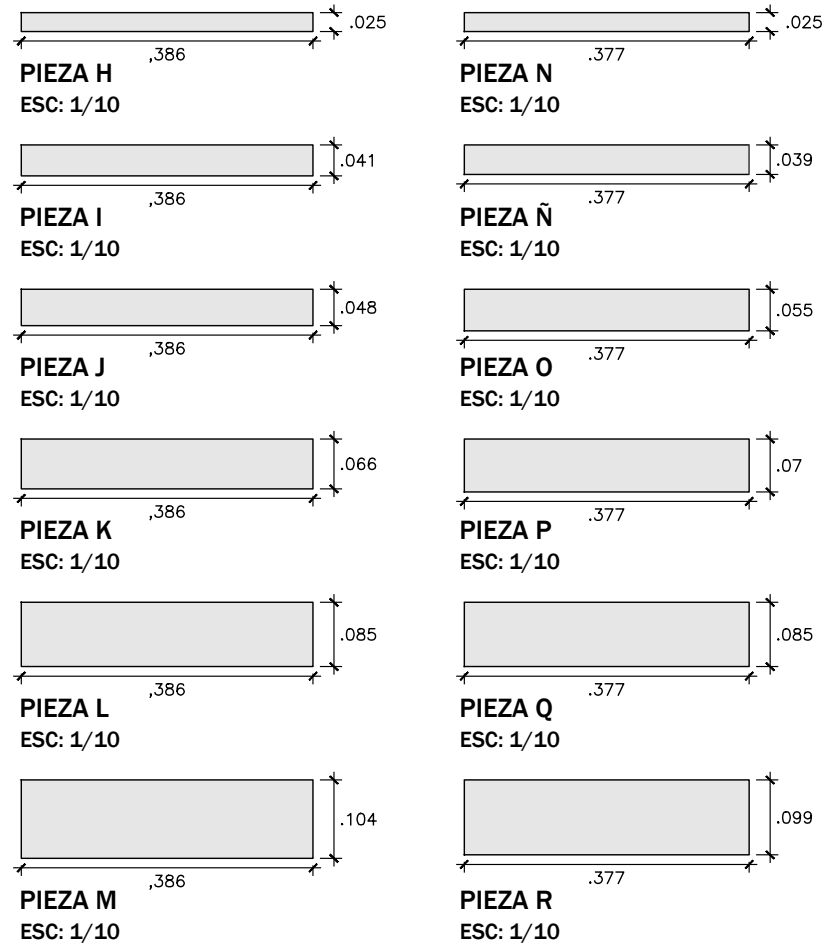 .025
,386
PIEZA H
ESC: 1/10
.025
.377
PIEZA N
ESC: 1/10
.041
,386
PIEZA I
ESC: 1/10
.039
.377
PIEZA Ñ
ESC: 1/10
.048
,386
PIEZA J
ESC: 1/10
.055
.377
PIEZA O
ESC: 1/10
.066
,386
PIEZA K
ESC: 1/10
.07
.377
PIEZA P
ESC: 1/10
.085
,386
PIEZA L
ESC: 1/10
.085
.377
PIEZA Q
ESC: 1/10
.104
,386
PIEZA M
ESC: 1/10
.099
.377
PIEZA R
ESC: 1/10